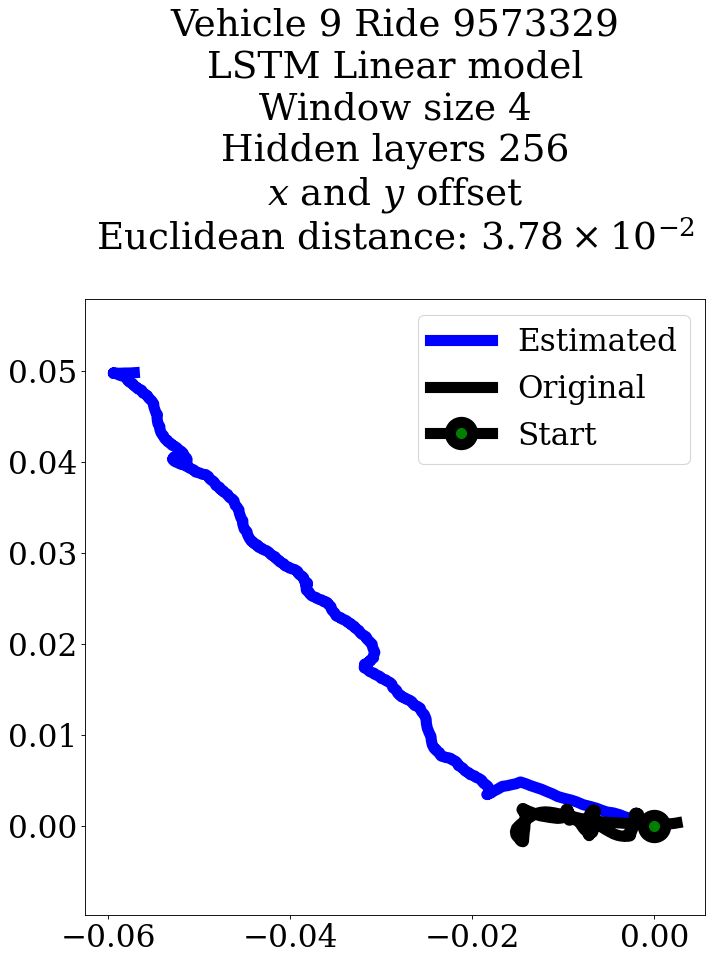 Vehicle 9 Ride 9573329
LSTM Linear model
Window size 4
Hidden layers 256
x and y offset
Euclidean distance: 3.78 × 10⁻²
Estimated
Original
Start
0.05
0.04
0.03
0.02
0.01
0.00
−0.06 −0.04 −0.02 0.00